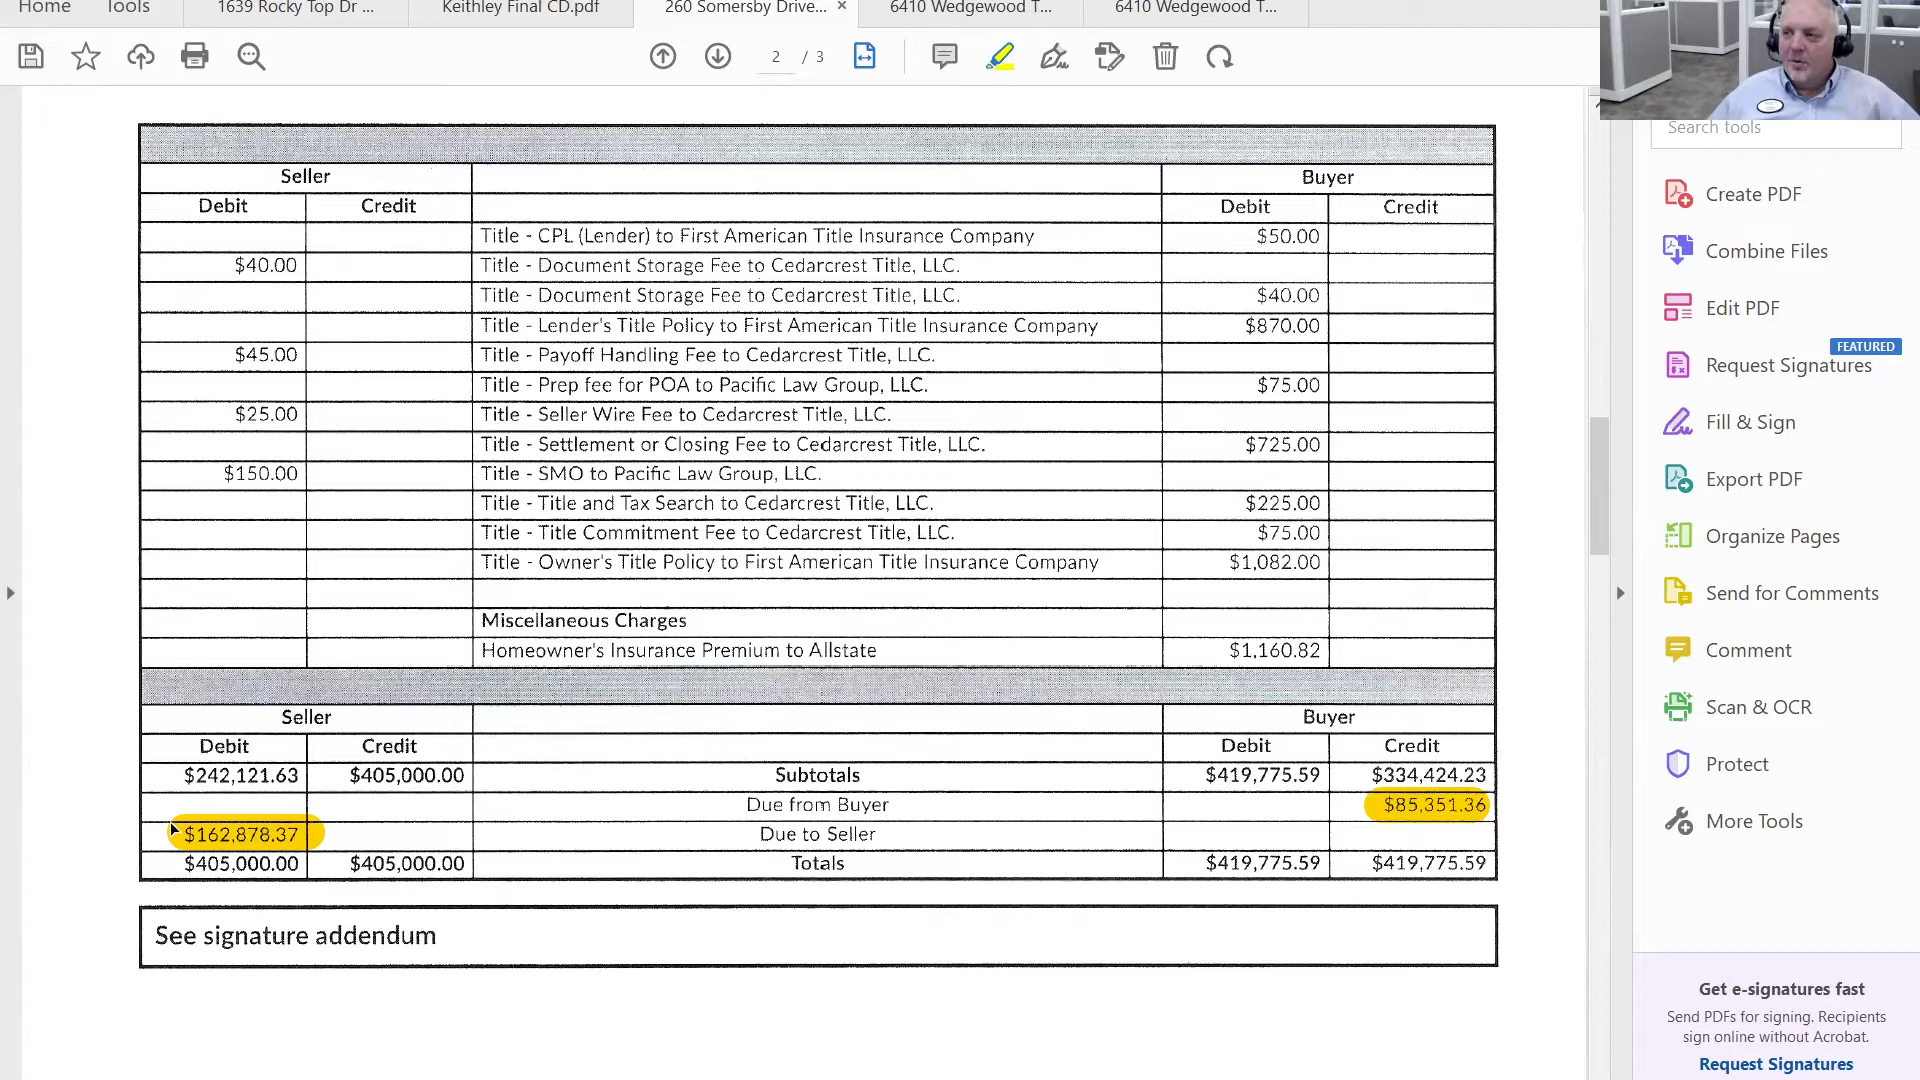 Home Tools 1639 Rocky Top Dr ... Keithley Final CD.pdf 260 Somersby Drive... × 6410 Wedgewood T... 6410 Wedgewood T...
2 / 3
Search tools
Seller Buyer
Debit Credit Debit Credit
Title - CPL (Lender) to First American Title Insurance Company $50.00
$40.00 Title - Document Storage Fee to Cedarcrest Title, LLC.
Title - Document Storage Fee to Cedarcrest Title, LLC. $40.00
Title - Lender's Title Policy to First American Title Insurance Company $870.00
$45.00 Title - Payoff Handling Fee to Cedarcrest Title, LLC.
Title - Prep fee for POA to Pacific Law Group, LLC. $75.00
$25.00 Title - Seller Wire Fee to Cedarcrest Title, LLC.
Title - Settlement or Closing Fee to Cedarcrest Title, LLC. $725.00
$150.00 Title - SMO to Pacific Law Group, LLC.
Title - Title and Tax Search to Cedarcrest Title, LLC. $225.00
Title - Title Commitment Fee to Cedarcrest Title, LLC. $75.00
Title - Owner's Title Policy to First American Title Insurance Company $1,082.00
Miscellaneous Charges
Homeowner's Insurance Premium to Allstate $1,160.82
Seller Buyer
Debit Credit Debit Credit
$242,121.63 $405,000.00 Subtotals $419,775.59 $334,424.23
Due from Buyer $85,351.36
$162,878.37 Due to Seller
$405,000.00 $405,000.00 Totals $419,775.59 $419,775.59
See signature addendum
Create PDF
Combine Files
Edit PDF
FEATURED
Request Signatures
Fill & Sign
Export PDF
Organize Pages
Send for Comments
Comment
Scan & OCR
Protect
More Tools
Get e-signatures fast
Send PDFs for signing. Recipients
sign online without Acrobat.
Request Signatures